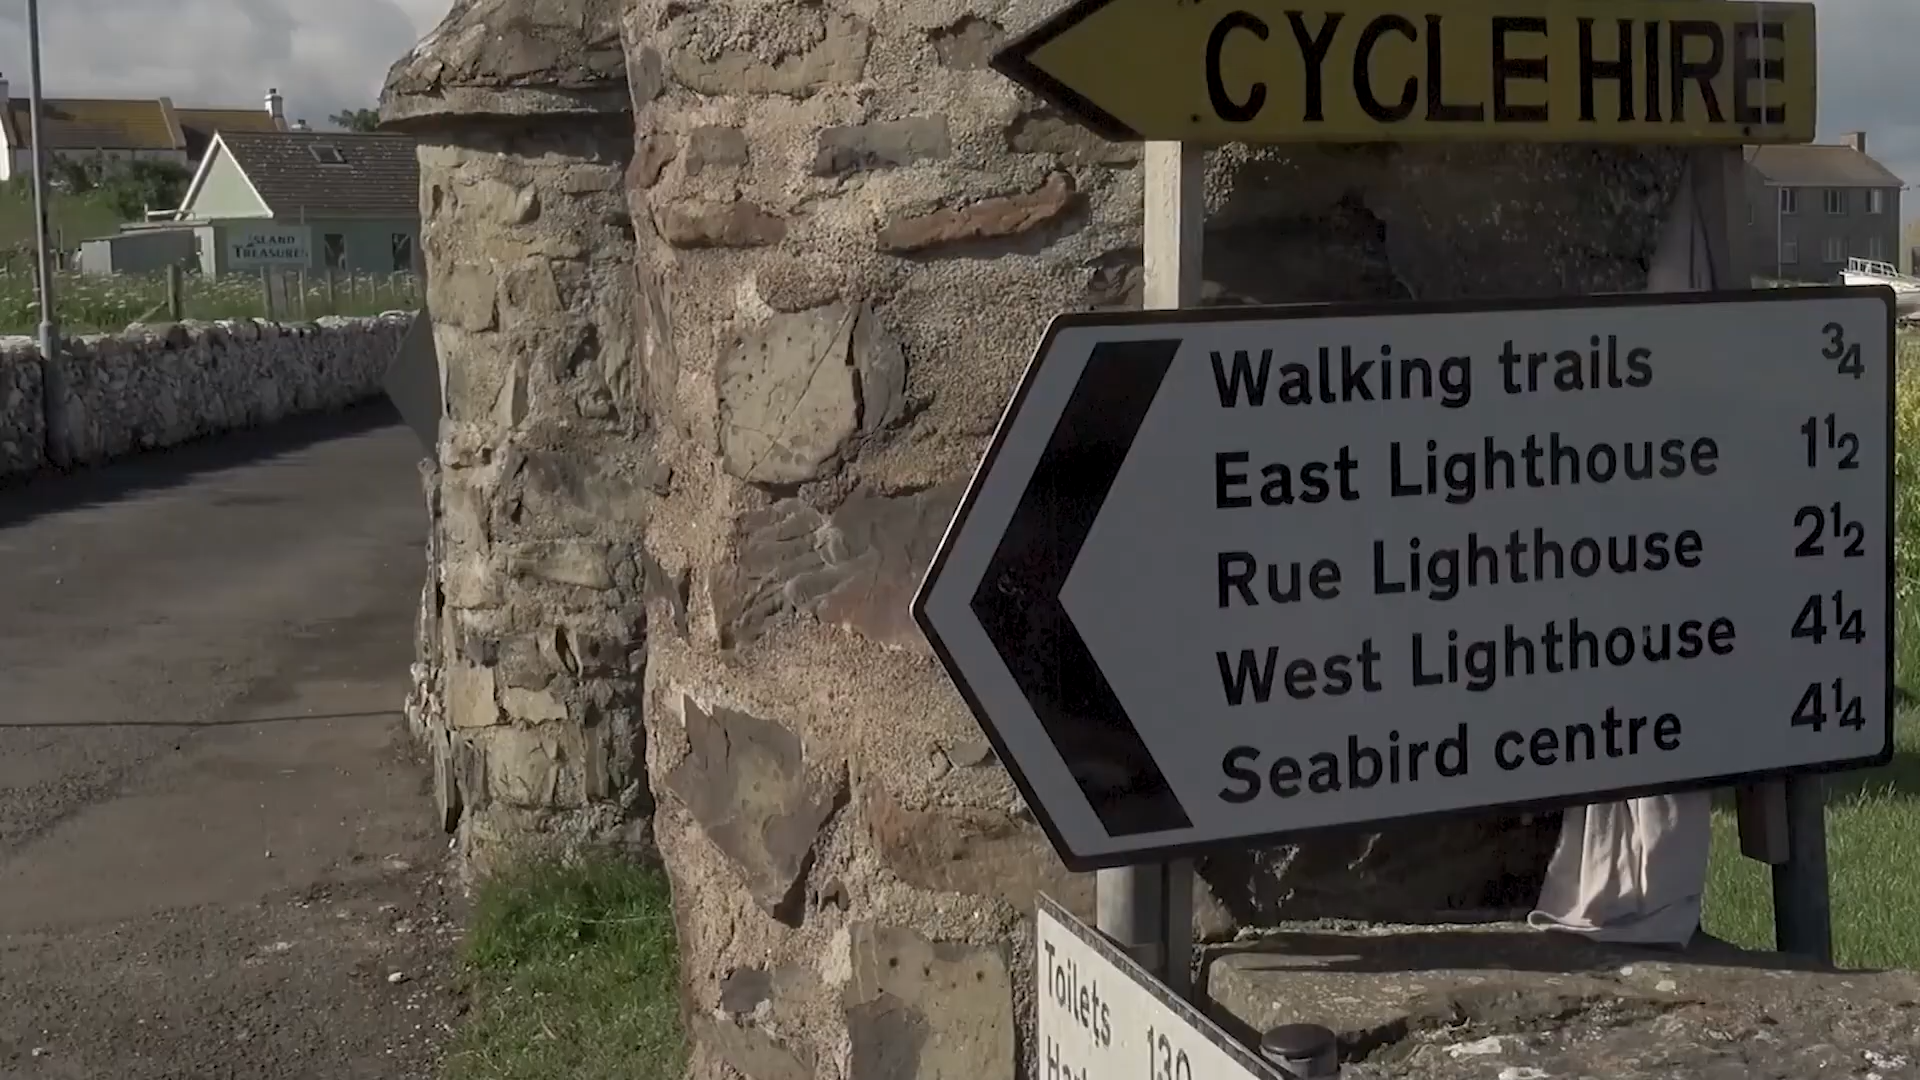 CYCLE HIRE
ISLAND
TREASURES
Walking trails 3/4
East Lighthouse 1 1/2
Rue Lighthouse 2 1/2
West Lighthouse 4 1/4
Seabird centre 4 1/4
Toilets 130